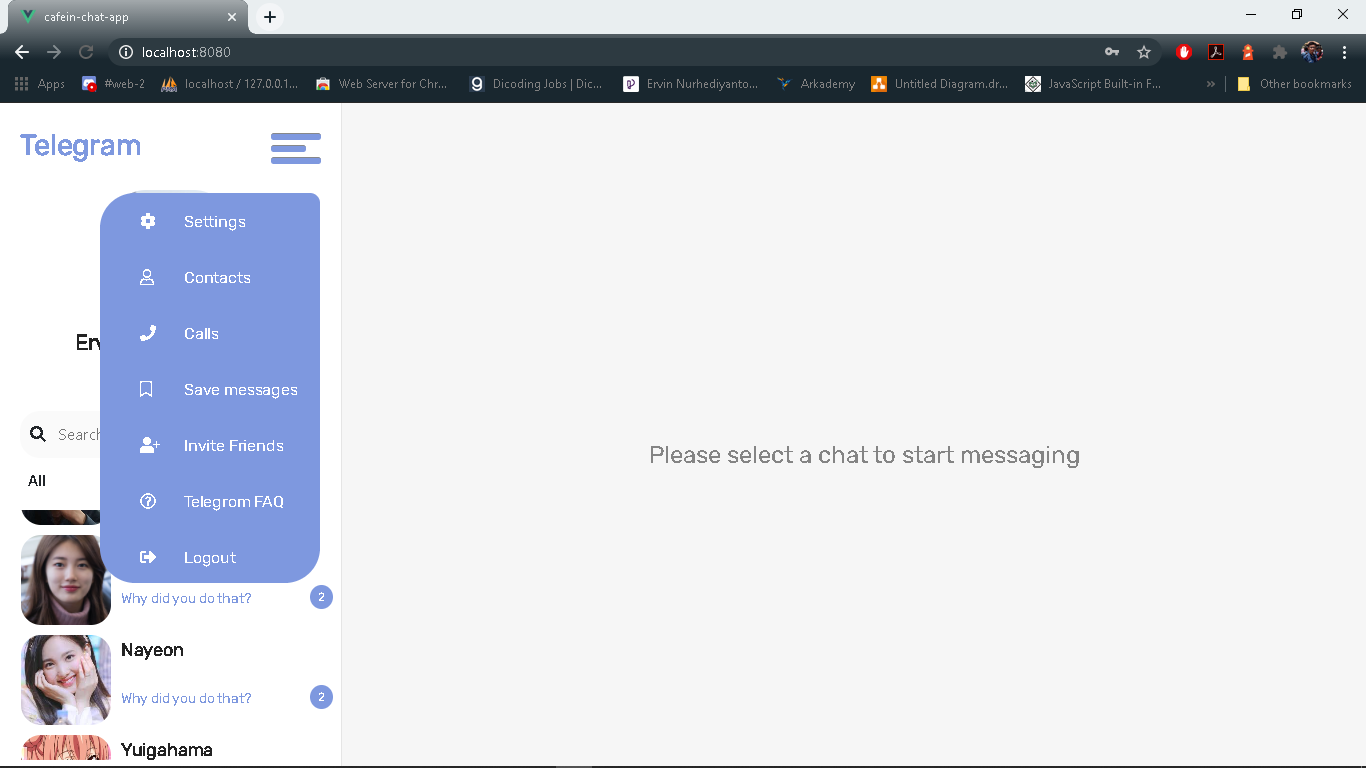 cafein-chat-app
localhost:8080
Apps
#web-2
localhost / 127.0.0.1...
Web Server for Chr...
Dicoding Jobs | Dic...
Ervin Nurhediyanto...
Arkademy
Untitled Diagram.dr...
JavaScript Built-in F...
»
Other bookmarks
Telegram
Settings
Contacts
Calls
Save messages
Invite Friends
Telegrom FAQ
Logout
Er
Search
All
Why did you do that?
2
Nayeon
Why did you do that?
2
Yuigahama
Please select a chat to start messaging